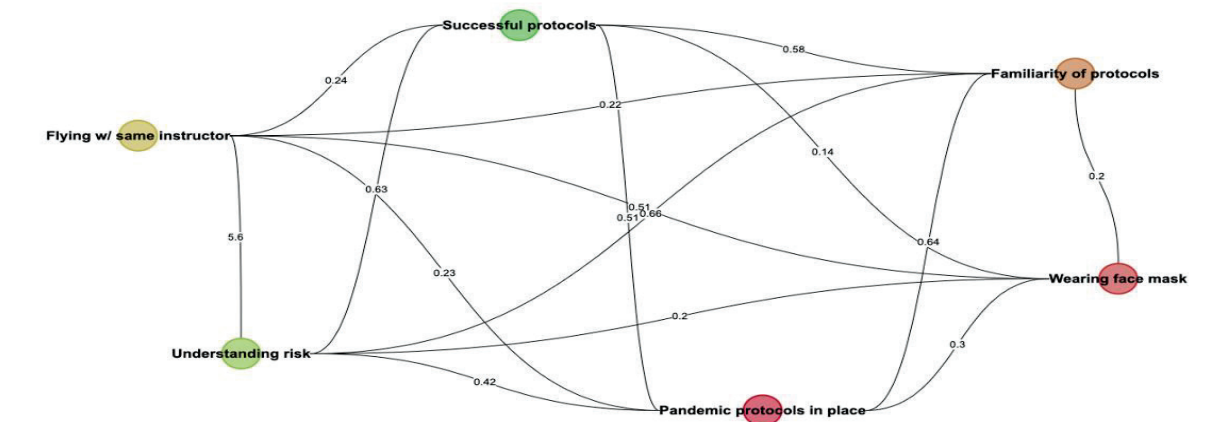 Successful protocols
0.58
Familiarity of protocols
0.24
0.22
Flying w/ same instructor
0.14
0.2
0.63
0.51
0.51
0.66
5.6
0.64
0.23
Wearing face mask
0.2
0.3
Understanding risk
0.42
Pandemic protocols in place